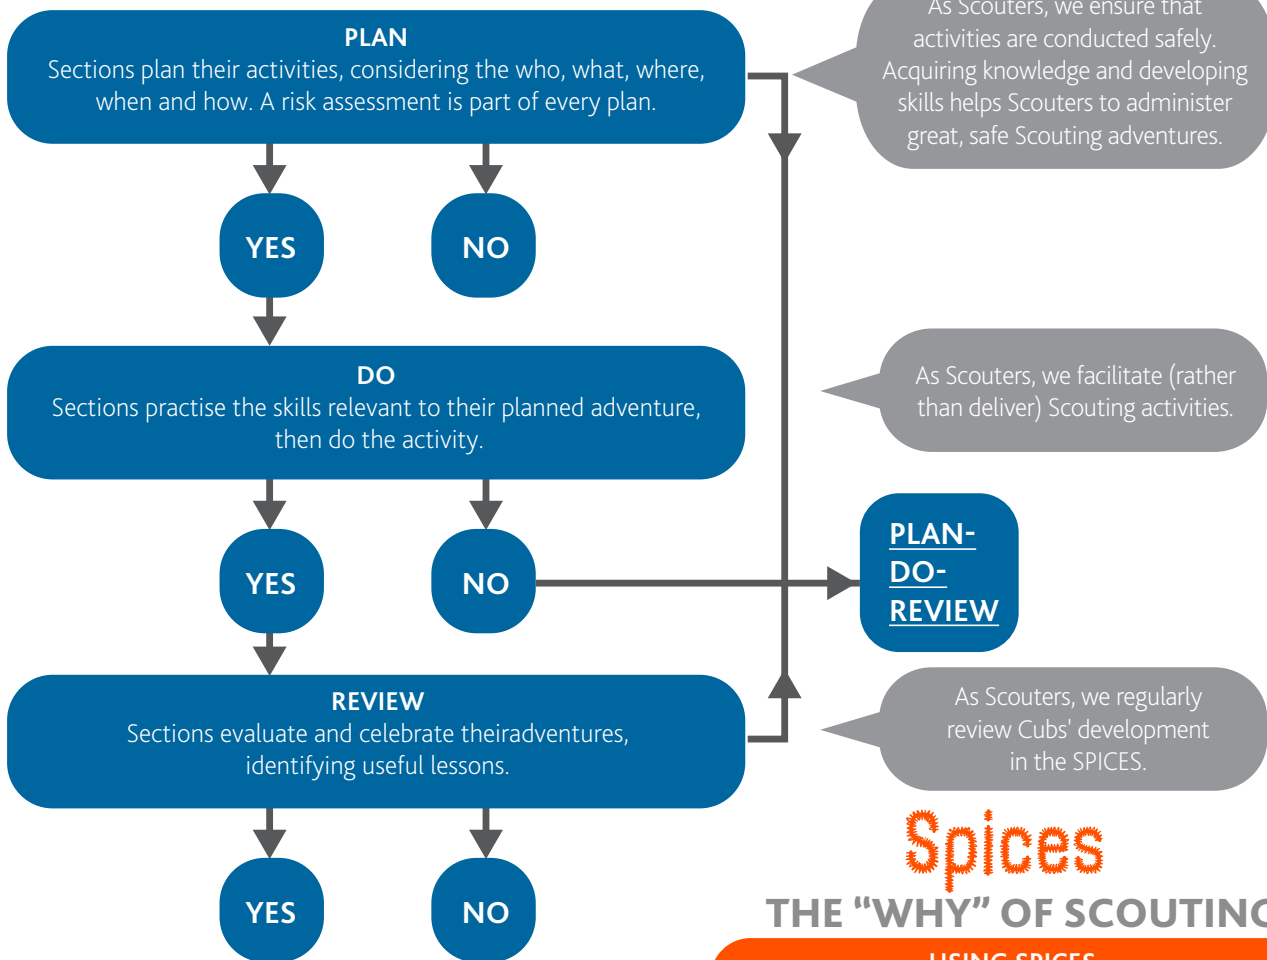 PLAN
Sections plan their activities, considering the who, what, where,
when and how. A risk assessment is part of every plan.
As Scouters, we ensure that
activities are conducted safely.
Acquiring knowledge and developing
skills helps Scouters to administer
great, safe Scouting adventures.
YES
NO
DO
Sections practise the skills relevant to their planned adventure,
then do the activity.
As Scouters, we facilitate (rather
than deliver) Scouting activities.
YES
NO
PLAN-
DO-
REVIEW
REVIEW
Sections evaluate and celebrate theiradventures,
identifying useful lessons.
As Scouters, we regularly
review Cubs' development
in the SPICES.
YES
NO
Spices
THE “WHY” OF SCOUTING
USING SPICES